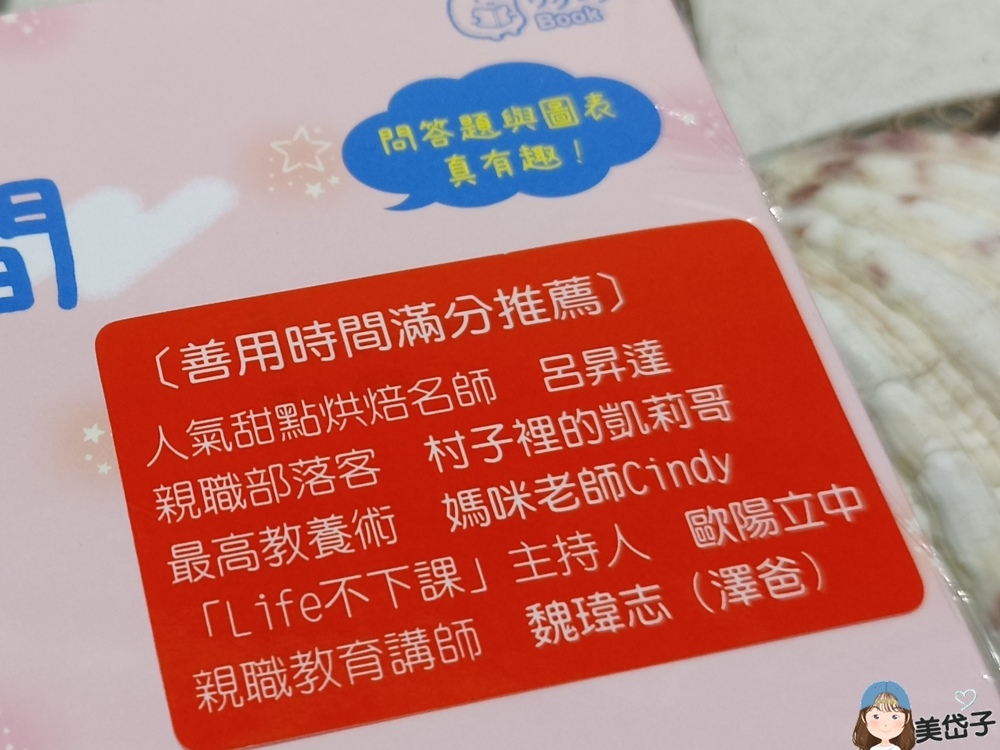 Book
問答題與圖表
真有趣！
間
〔善用時間滿分推薦〕
人氣甜點烘焙名師 呂昇達
親職部落客 村子裡的凱莉哥
最高教養術 媽咪老師Cindy
「Life不下課」主持人 歐陽立中
親職教育講師 魏瑋志（澤爸）
美岱子